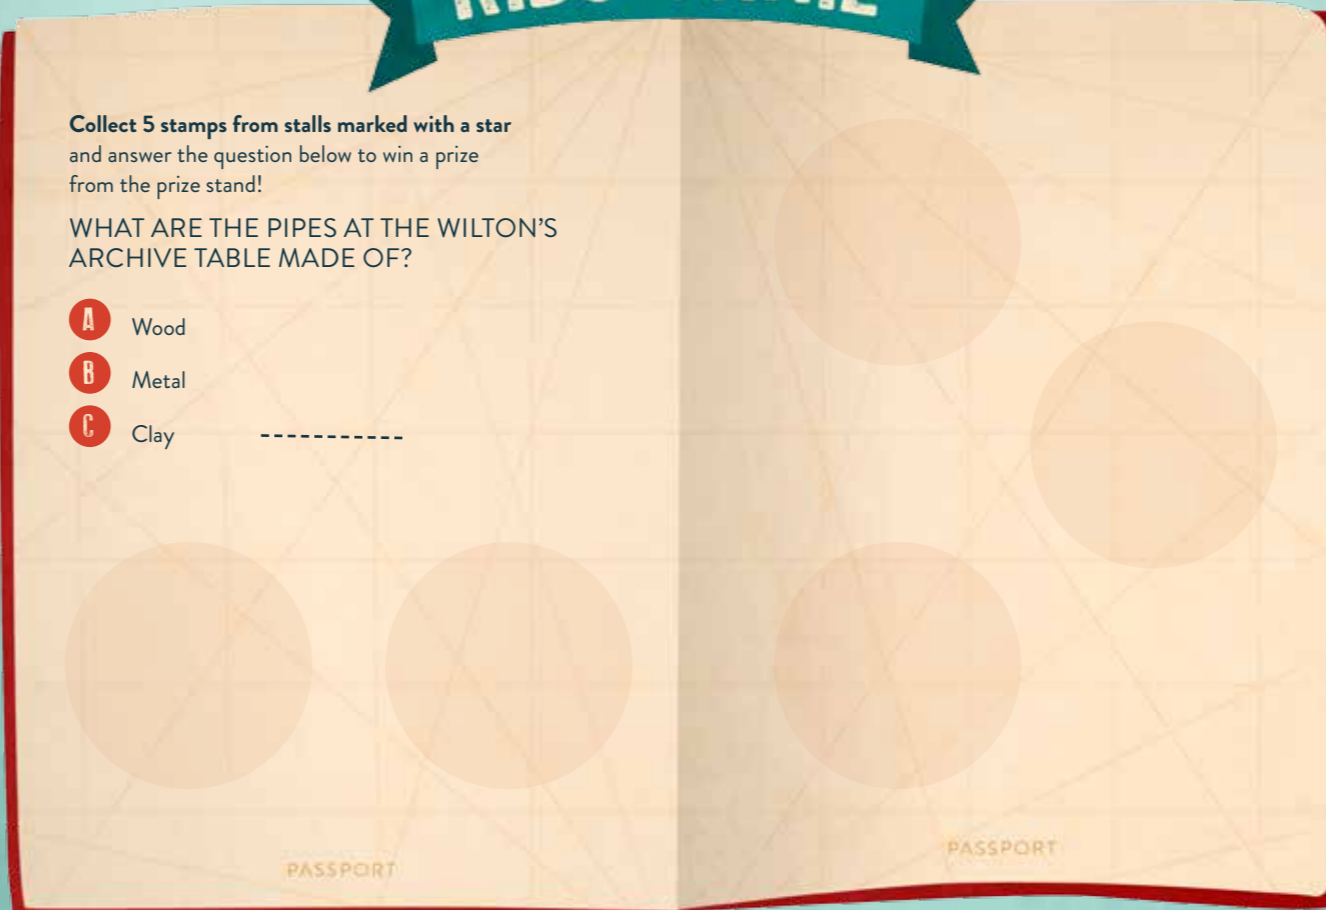 Collect 5 stamps from stalls marked with a star
and answer the question below to win a prize
from the prize stand!
WHAT ARE THE PIPES AT THE WILTON’S
ARCHIVE TABLE MADE OF?
A Wood
B Metal
C Clay
PASSPORT
PASSPORT